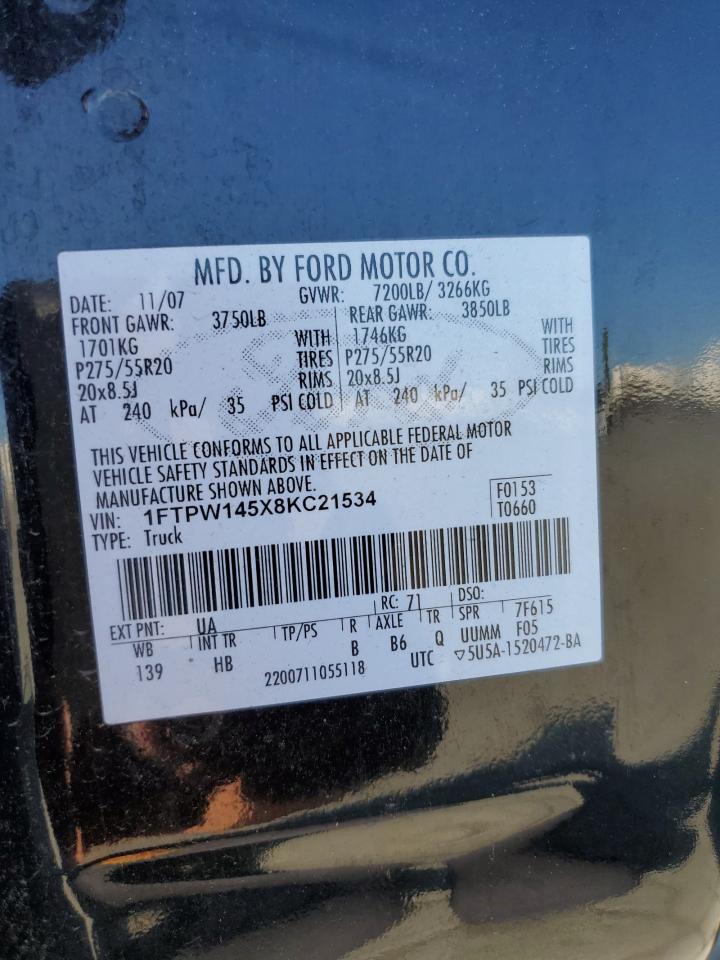 MFD. BY FORD MOTOR CO.
DATE: 11/07 GVWR: 7200LB/ 3266KG
FRONT GAWR: 3750LB REAR GAWR: 3850LB
1701KG WITH 1746KG WITH
P275/55R20 TIRES P275/55R20 TIRES
20x8.5J RIMS 20x8.5J RIMS
AT 240 kPa/ 35 PSI COLD AT 240 kPa/ 35 PSI COLD
THIS VEHICLE CONFORMS TO ALL APPLICABLE FEDERAL MOTOR
VEHICLE SAFETY STANDARDS IN EFFECT ON THE DATE OF
MANUFACTURE SHOWN ABOVE.
VIN: 1FTPW145X8KC21534 F0153
TYPE: Truck T0660
EXT PNT: UA RC: 71 DSO:
WB INT TR TP/PS R AXLE TR SPR 7F615
139 HB B B6 Q UUMM F05
2200711055118 UTC ▽5U5A-1520472-BA